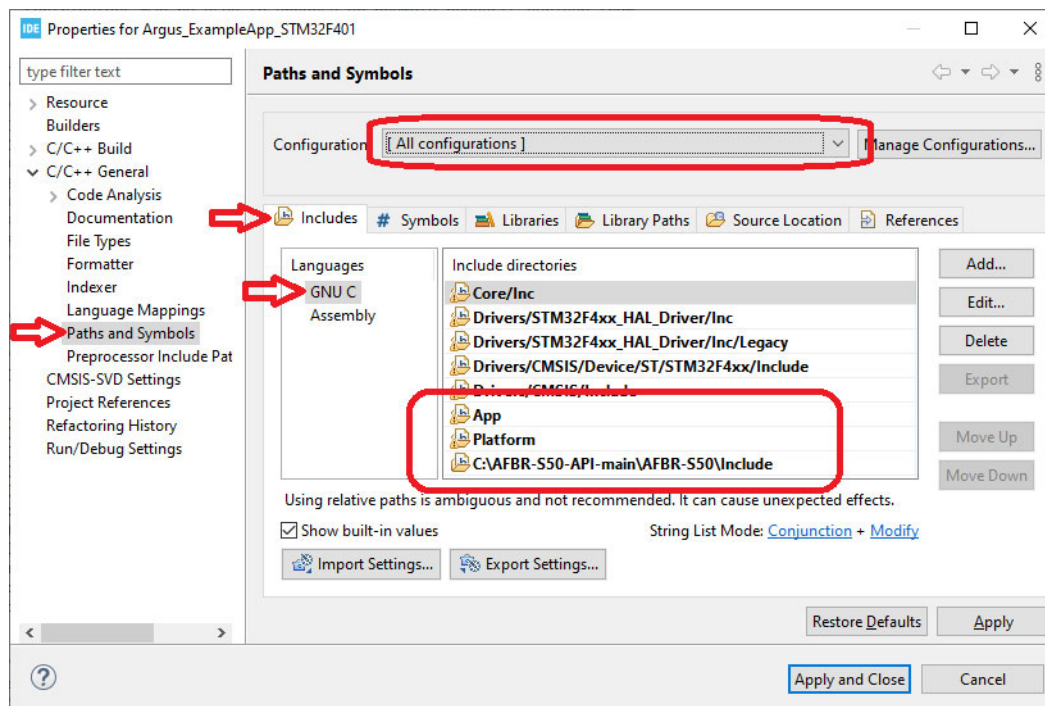 IDE Properties for Argus_ExampleApp_STM32F401
type filter text
Resource
Builders
C/C++ Build
C/C++ General
Code Analysis
Documentation
File Types
Formatter
Indexer
Language Mappings
Paths and Symbols
Preprocessor Include Pat
CMSIS-SVD Settings
Project References
Refactoring History
Run/Debug Settings
Paths and Symbols
Configuration
[ All configurations ]
Manage Configurations...
Includes
# Symbols
Libraries
Library Paths
Source Location
References
Languages
GNU C
Assembly
Include directories
Core/Inc
Drivers/STM32F4xx_HAL_Driver/Inc
Drivers/STM32F4xx_HAL_Driver/Inc/Legacy
Drivers/CMSIS/Device/ST/STM32F4xx/Include
Drivers/CMSIS/Include
App
Platform
C:\AFBR-S50-API-main\AFBR-S50\Include
Add...
Edit...
Delete
Export
Move Up
Move Down
Using relative paths is ambiguous and not recommended. It can cause unexpected effects.
Show built-in values
String List Mode: Conjunction + Modify
Import Settings...
Export Settings...
Restore Defaults
Apply
?
Apply and Close
Cancel